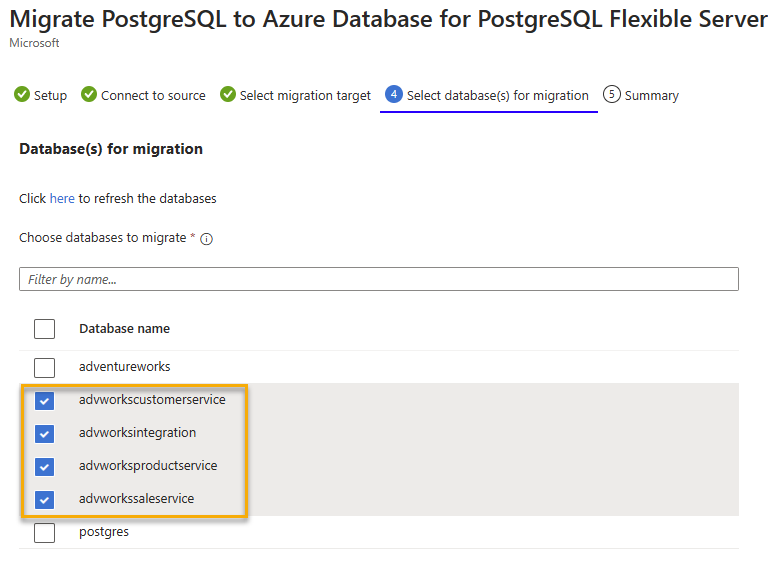 Migrate PostgreSQL to Azure Database for PostgreSQL Flexible Server
Microsoft
Setup Connect to source Select migration target 4 Select database(s) for migration 5 Summary
Database(s) for migration
Click here to refresh the databases
Choose databases to migrate *
Filter by name...
Database name
adventureworks
advworkscustomerservice
advworksintegration
advworksproductservice
advworkssaleservice
postgres